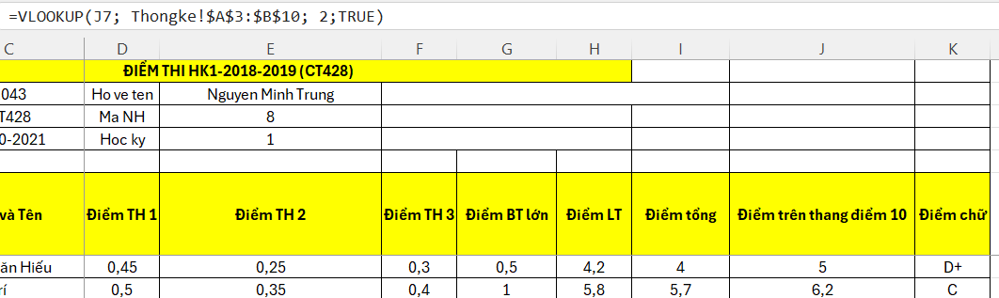 =VLOOKUP(J7; Thongke!$A$3:$B$10; 2;TRUE)
C D E F G H I J K
ĐIỂM THI HK1-2018-2019 (CT428)
043 Ho ve ten Nguyen Minh Trung
T428 Ma NH 8
0-2021 Hoc ky 1
và Tên Điểm TH 1 Điểm TH 2 Điểm TH 3 Điểm BT lớn Điểm LT Điểm tổng Điểm trên thang điểm 10 Điểm chữ
ăn Hiếu 0,45 0,25 0,3 0,5 4,2 4 5 D+
rí 0,5 0,35 0,4 1 5,8 5,7 6,2 C